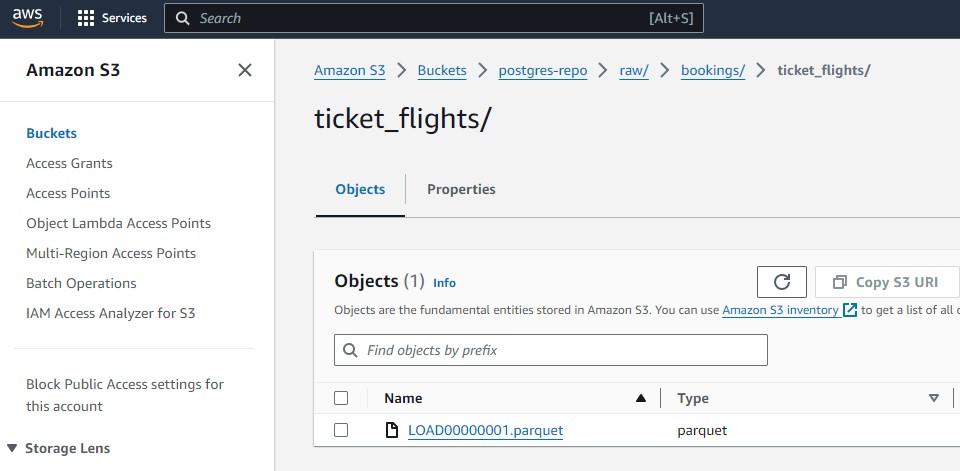 aws
Services
Search
[Alt+S]
Amazon S3
Buckets
Access Grants
Access Points
Object Lambda Access Points
Multi-Region Access Points
Batch Operations
IAM Access Analyzer for S3
Block Public Access settings for
this account
Storage Lens
Amazon S3 > Buckets > postgres-repo > raw/ > bookings/ > ticket_flights/
ticket_flights/
Objects
Properties
Objects (1) Info
Copy S3 URI
Objects are the fundamental entities stored in Amazon S3. You can use Amazon S3 inventory to get a list of all
Find objects by prefix
Name
Type
LOAD00000001.parquet
parquet